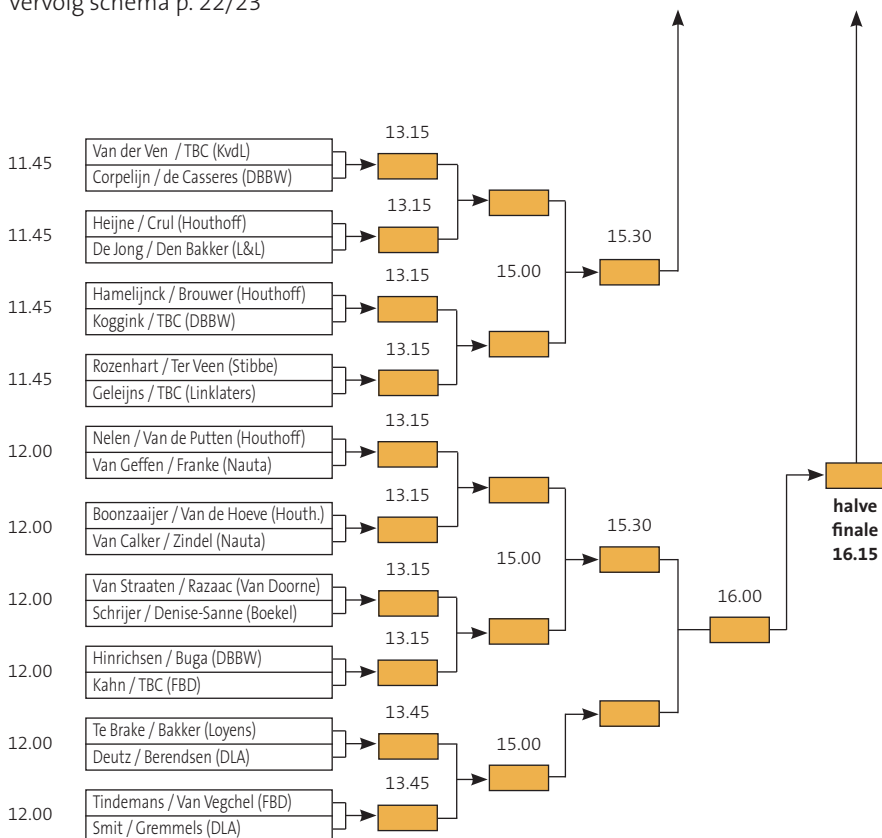 Vervolg schema p. 22/23
13.15
11.45
Van der Ven / TBC (KvdL)
Corpelijn / de Casseres (DBBW)
13.15
11.45
Heijne / Crul (Houthoff)
De Jong / Den Bakker (L&L)
15.30
15.00
13.15
11.45
Hamelijnck / Brouwer (Houthoff)
Koggink / TBC (DBBW)
13.15
11.45
Rozenhart / Ter Veen (Stibbe)
Geleijns / TBC (Linklaters)
13.15
12.00
Nelen / Van de Putten (Houthoff)
Van Geffen / Franke (Nauta)
13.15
12.00
Boonzaaijer / Van de Hoeve (Houth.)
Van Calker / Zindel (Nauta)
15.30
halve
finale
16.15
15.00
13.15
12.00
Van Straaten / Razaac (Van Doorne)
Schrijer / Denise-Sanne (Boekel)
16.00
13.15
12.00
Hinrichsen / Buga (DBBW)
Kahn / TBC (FBD)
13.45
12.00
Te Brake / Bakker (Loyens)
Deutz / Berendsen (DLA)
15.00
13.45
12.00
Tindemans / Van Vegchel (FBD)
Smit / Gremmels (DLA)